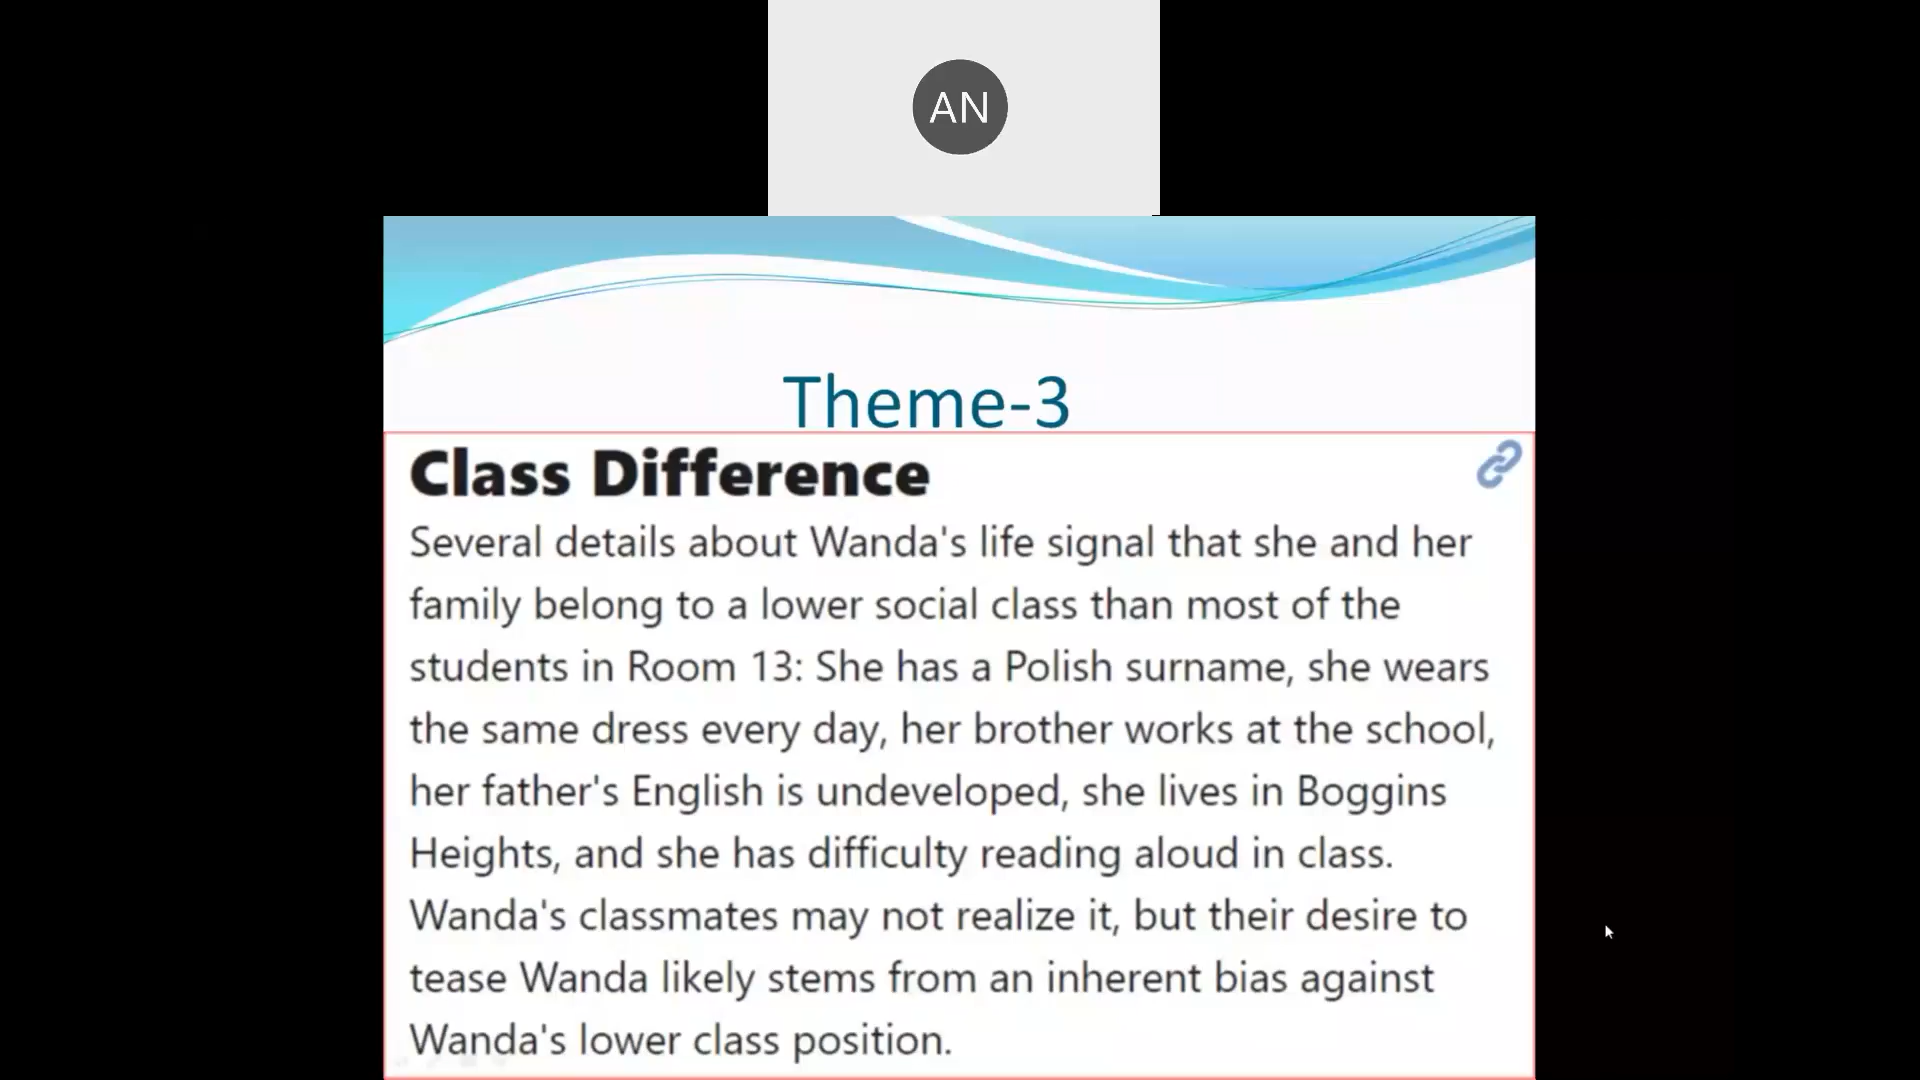 AN
Theme-3
Class Difference
Several details about Wanda's life signal that she and her
family belong to a lower social class than most of the
students in Room 13: She has a Polish surname, she wears
the same dress every day, her brother works at the school,
her father's English is undeveloped, she lives in Boggins
Heights, and she has difficulty reading aloud in class.
Wanda's classmates may not realize it, but their desire to
tease Wanda likely stems from an inherent bias against
Wanda's lower class position.